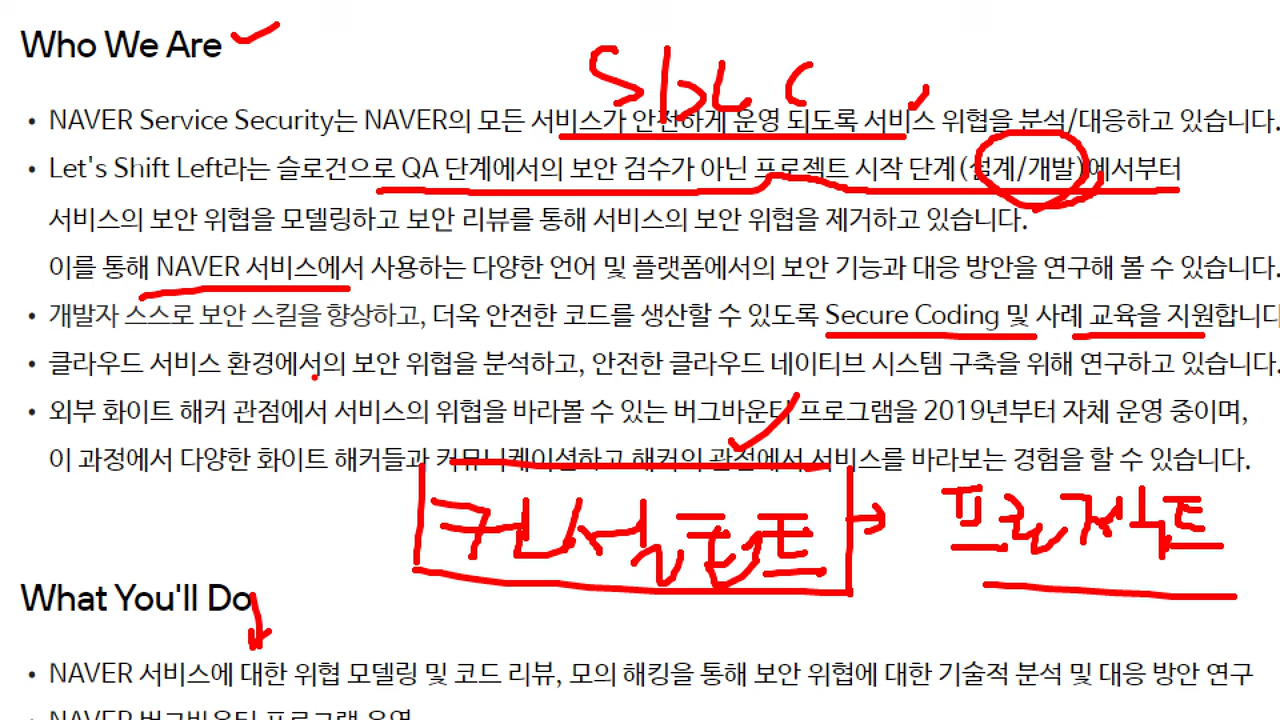 Who We Are
SDLC
• NAVER Service Security는 NAVER의 모든 서비스가 안전하게 운영 되도록 서비스 위협을 분석/대응하고 있습니다.
• Let's Shift Left라는 슬로건으로 QA 단계에서의 보안 검수가 아닌 프로젝트 시작 단계(설계/개발)에서부터
서비스의 보안 위협을 모델링하고 보안 리뷰를 통해 서비스의 보안 위협을 제거하고 있습니다.
이를 통해 NAVER 서비스에서 사용하는 다양한 언어 및 플랫폼에서의 보안 기능과 대응 방안을 연구해 볼 수 있습니다.
• 개발자 스스로 보안 스킬을 향상하고, 더욱 안전한 코드를 생산할 수 있도록 Secure Coding 및 사례 교육을 지원합니다
• 클라우드 서비스 환경에서의 보안 위협을 분석하고, 안전한 클라우드 네이티브 시스템 구축을 위해 연구하고 있습니다.
• 외부 화이트 해커 관점에서 서비스의 위협을 바라볼 수 있는 버그바운티 프로그램을 2019년부터 자체 운영 중이며,
이 과정에서 다양한 화이트 해커들과 커뮤니케이션하고 해커의 관점에서 서비스를 바라보는 경험을 할 수 있습니다.
프로젝트
What You'll Do
• NAVER 서비스에 대한 위협 모델링 및 코드 리뷰, 모의 해킹을 통해 보안 위협에 대한 기술적 분석 및 대응 방안 연구
• NAVER 버그바운티 프로그램 운영